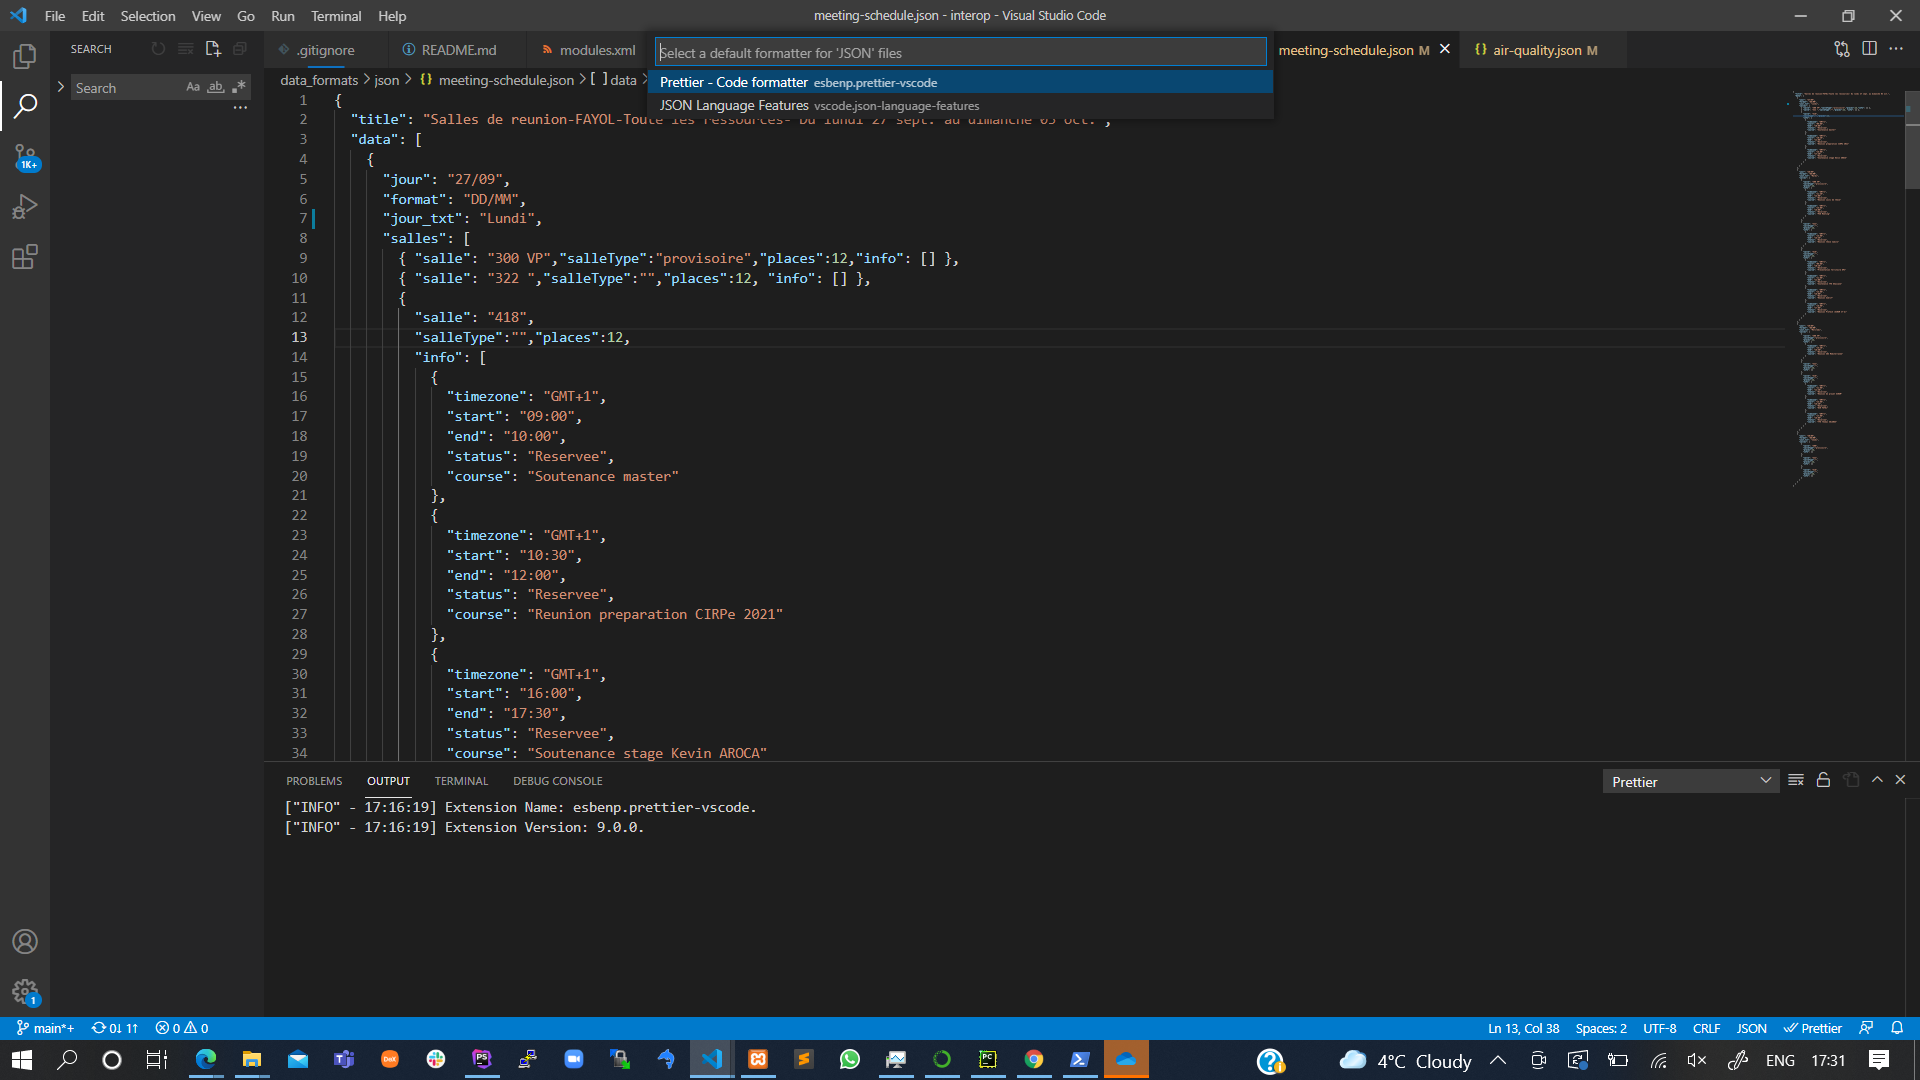 File Edit Selection View Go Run Terminal Help
meeting-schedule.json - interop - Visual Studio Code
SEARCH
Search
Aa ab
.gitignore
README.md
modules.xml
Select a default formatter for 'JSON' files
Prettier - Code formatter esbenp.prettier-vscode
JSON Language Features vscode.json-language-features
meeting-schedule.json M
air-quality.json M
data_formats > json > {} meeting-schedule.json > [ ] data >
1 {
2 "title": "Salles de reunion-FAYOL-Toute les ressources- Du lundi 27 sept. au dimanche 03 oct.",
3 "data": [
4 {
5 "jour": "27/09",
6 "format": "DD/MM",
7 "jour_txt": "Lundi",
8 "salles": [
9 { "salle": "300 VP","salleType":"provisoire","places":12,"info": [] },
10 { "salle": "322 ","salleType":"","places":12, "info": [] },
11 {
12 "salle": "418",
13 "salleType":"","places":12,
14 "info": [
15 {
16 "timezone": "GMT+1",
17 "start": "09:00",
18 "end": "10:00",
19 "status": "Reservee",
20 "course": "Soutenance master"
21 },
22 {
23 "timezone": "GMT+1",
24 "start": "10:30",
25 "end": "12:00",
26 "status": "Reservee",
27 "course": "Reunion preparation CIRPe 2021"
28 },
29 {
30 "timezone": "GMT+1",
31 "start": "16:00",
32 "end": "17:30",
33 "status": "Reservee",
34 "course": "Soutenance stage Kevin AROCA"
1K+
PROBLEMS OUTPUT TERMINAL DEBUG CONSOLE
Prettier
["INFO" - 17:16:19] Extension Name: esbenp.prettier-vscode.
["INFO" - 17:16:19] Extension Version: 9.0.0.
1
main*+ 0↓ 1↑ 0 0
Ln 13, Col 38 Spaces: 2 UTF-8 CRLF JSON Prettier
4°C Cloudy
ENG 17:31